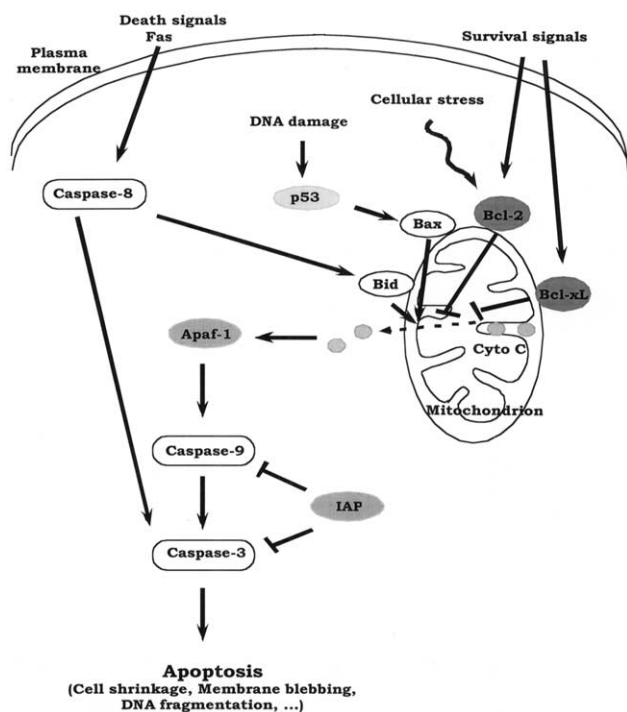 Death signals
Fas
Survival signals
Plasma
membrane
Cellular stress
DNA damage
Caspase-8
p53
Bcl-2
Bax
Bid
Bcl-xL
Apaf-1
Cyto C
Mitochondrion
Caspase-9
IAP
Caspase-3
Apoptosis
(Cell shrinkage, Membrane blebbing,
DNA fragmentation, ...)